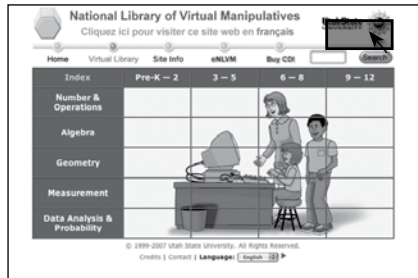 National Library of Virtual Manipulatives
Cliquez ici pour visiter ce site web en français
Home Virtual Library Site Info eNLVM Buy CD! Search
Index Pre-K – 2 3 – 5 6 – 8 9 – 12
Number &
Operations
Algebra
Geometry
Measurement
Data Analysis &
Probability
© 1999-2007 Utah State University. All Rights Reserved.
Credits | Contact | Language: English